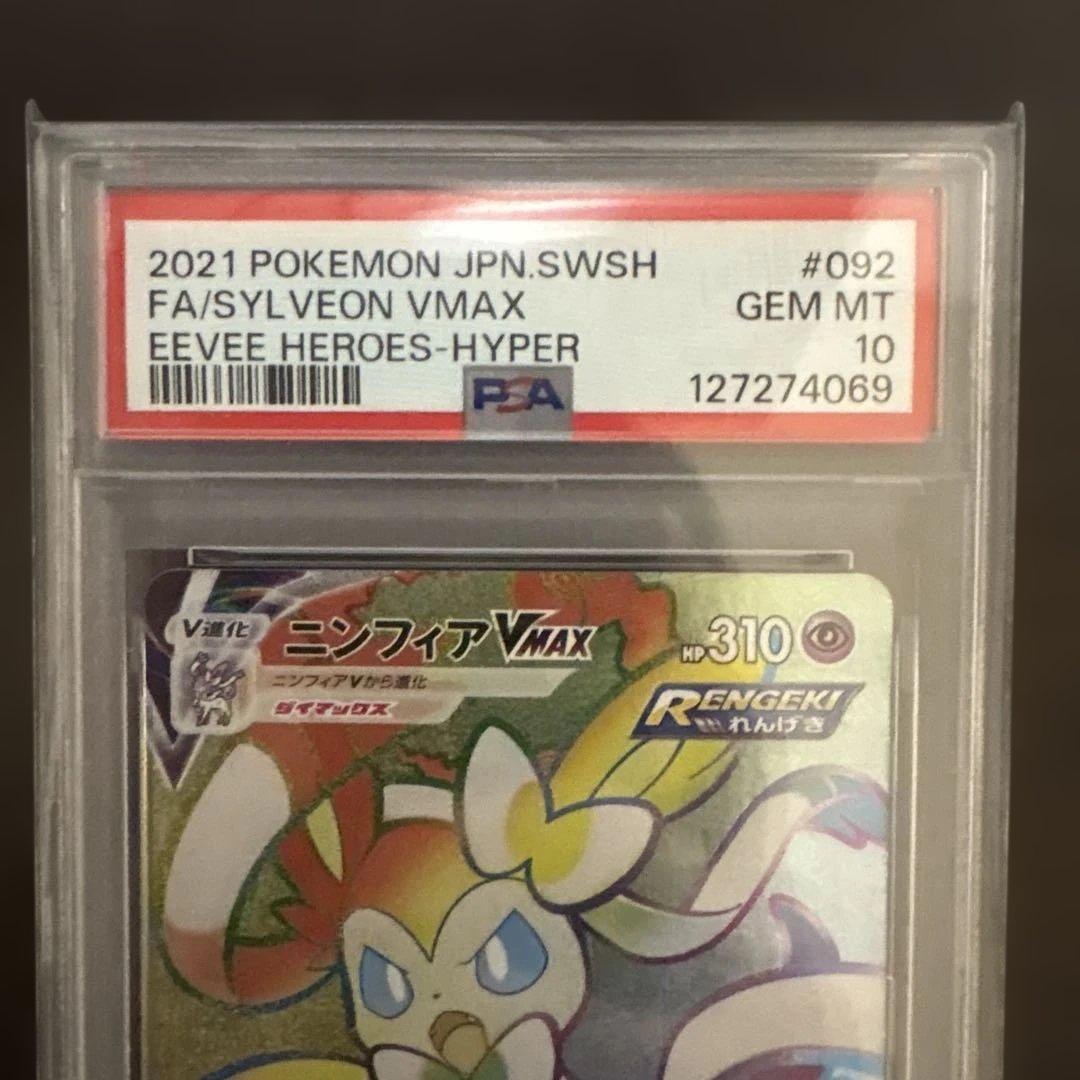 2021 POKEMON JPN.SWSH #092
FA/SYLVEON VMAX GEM MT
EEVEE HEROES-HYPER 10
PSA 127274069
V進化 ニンフィアVMAX HP310
ニンフィアVから進化
ダイマックス
RENGEKI
れんげき